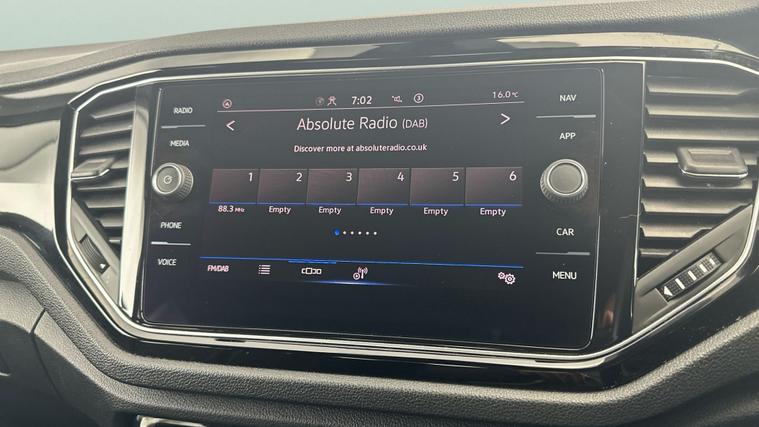 RADIO
MEDIA
PHONE
VOICE
7:02
3
16.0 °C
< Absolute Radio (DAB) >
Discover more at absoluteradio.co.uk
1 2 3 4 5 6
88.3 MHz Empty Empty Empty Empty Empty
FM/DAB
NAV
APP
CAR
MENU